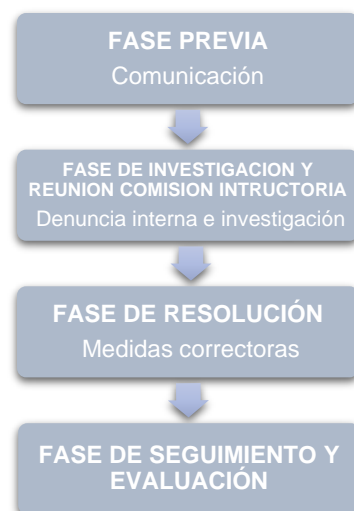 FASE PREVIA
Comunicación
FASE DE INVESTIGACION Y
REUNION COMISION INTRUCTORIA
Denuncia interna e investigación
FASE DE RESOLUCIÓN
Medidas correctoras
FASE DE SEGUIMIENTO Y
EVALUACIÓN